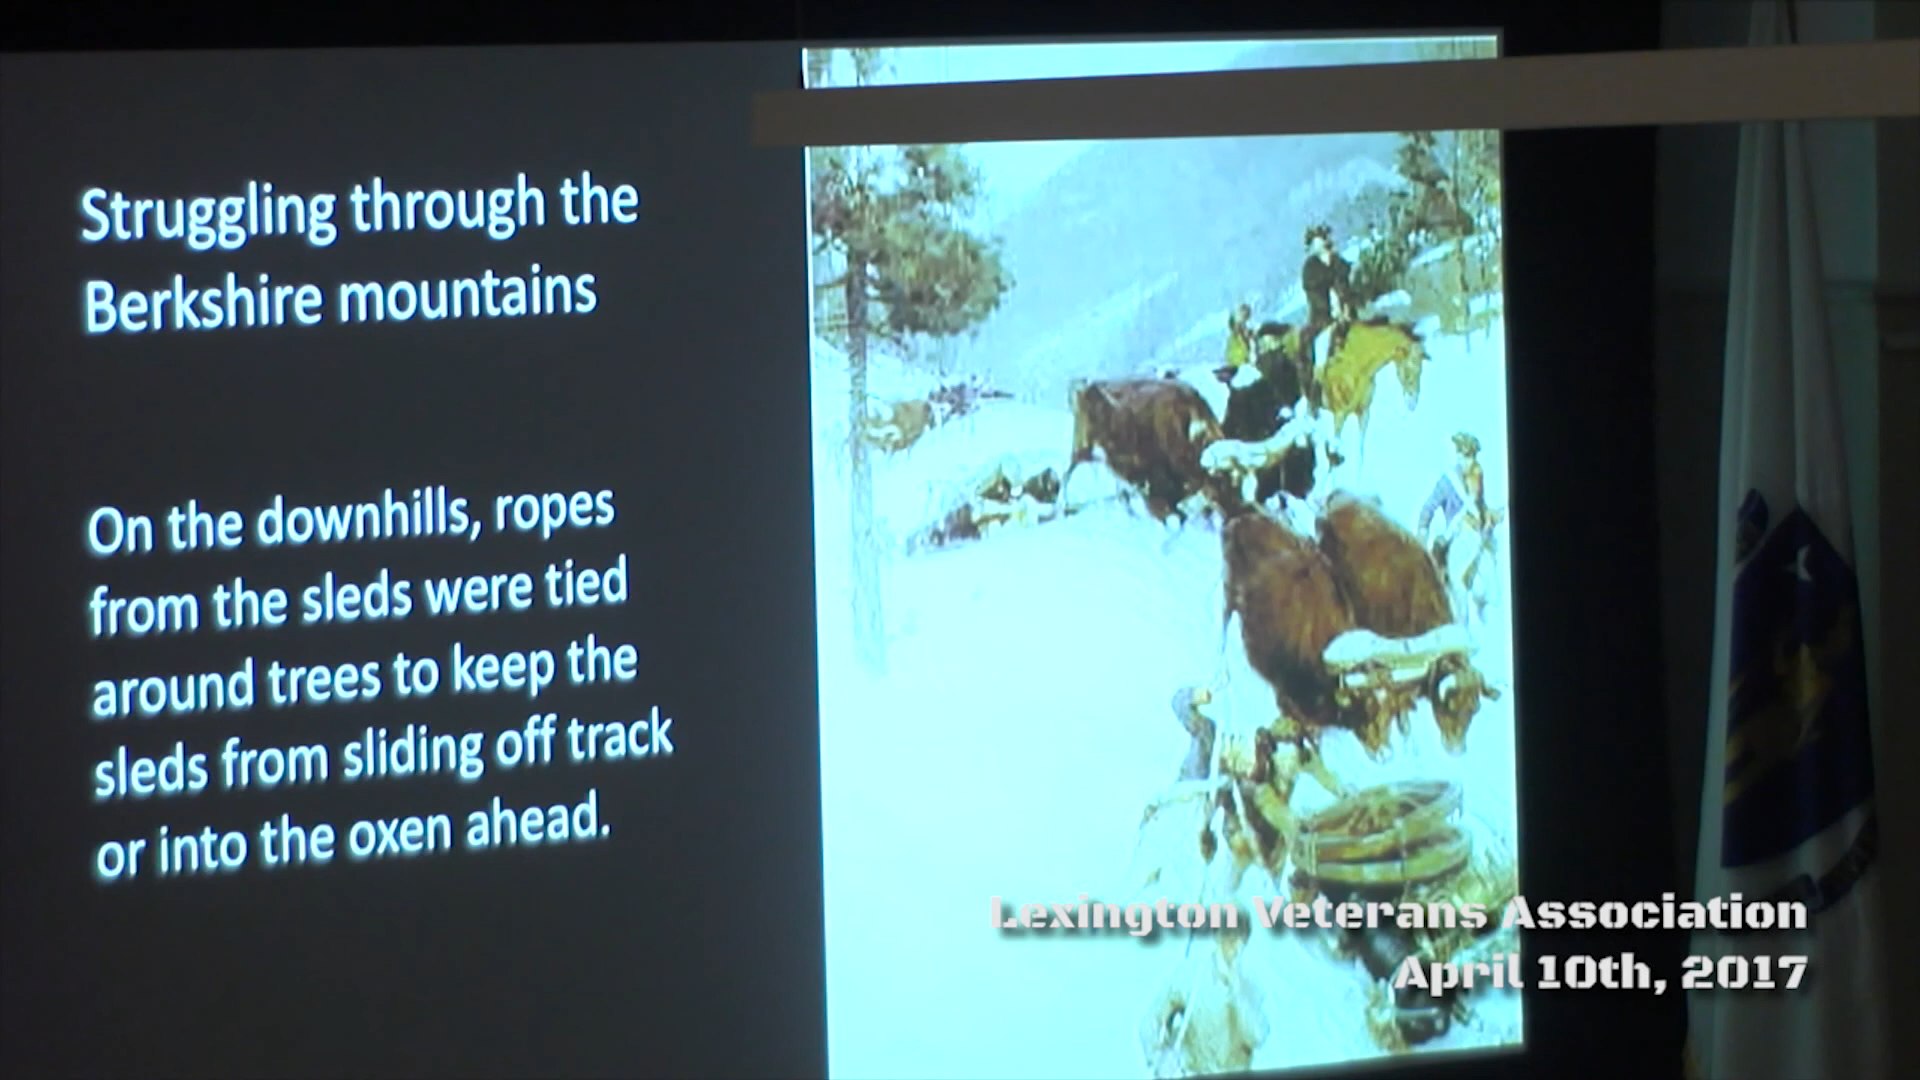 Struggling through the
Berkshire mountains
On the downhills, ropes
from the sleds were tied
around trees to keep the
sleds from sliding off track
or into the oxen ahead.
Lexington Veterans Association
April 10th, 2017